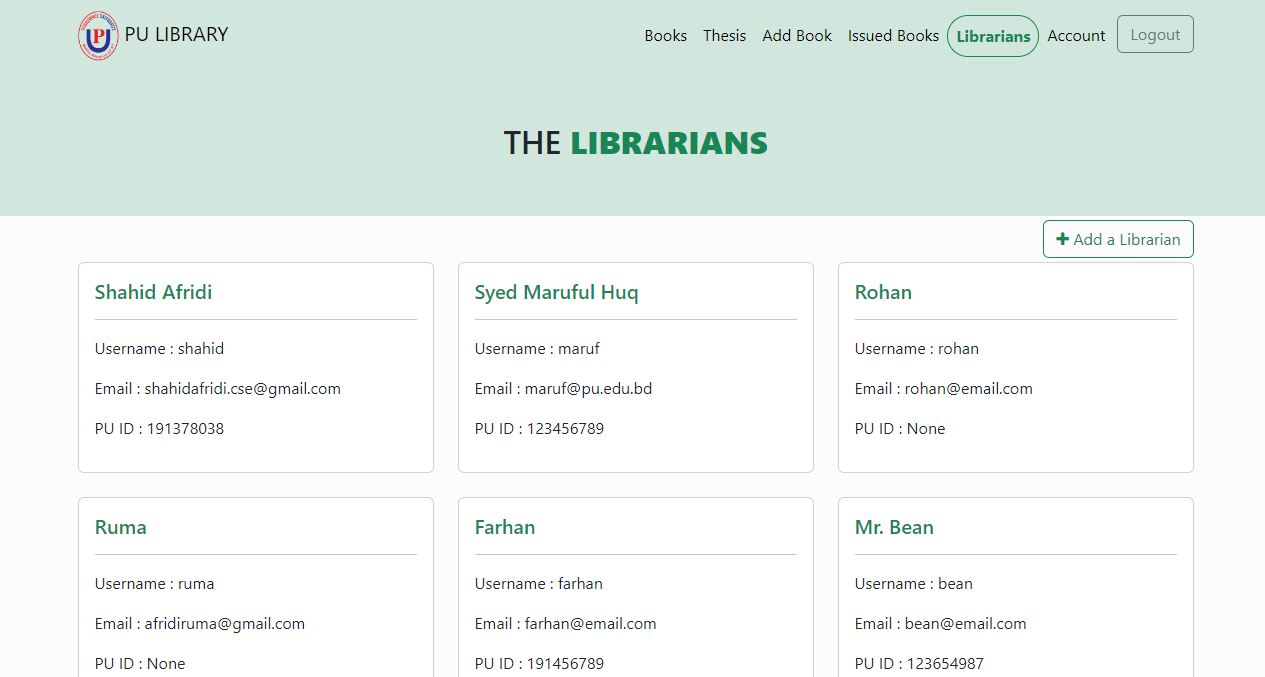 PU LIBRARY
Books Thesis Add Book Issued Books Librarians Account Logout
THE LIBRARIANS
Add a Librarian
Shahid Afridi
Username : shahid
Email : shahidafridi.cse@gmail.com
PU ID : 191378038
Syed Maruful Huq
Username : maruf
Email : maruf@pu.edu.bd
PU ID : 123456789
Rohan
Username : rohan
Email : rohan@email.com
PU ID : None
Ruma
Username : ruma
Email : afridiruma@gmail.com
PU ID : None
Farhan
Username : farhan
Email : farhan@email.com
PU ID : 191456789
Mr. Bean
Username : bean
Email : bean@email.com
PU ID : 123654987